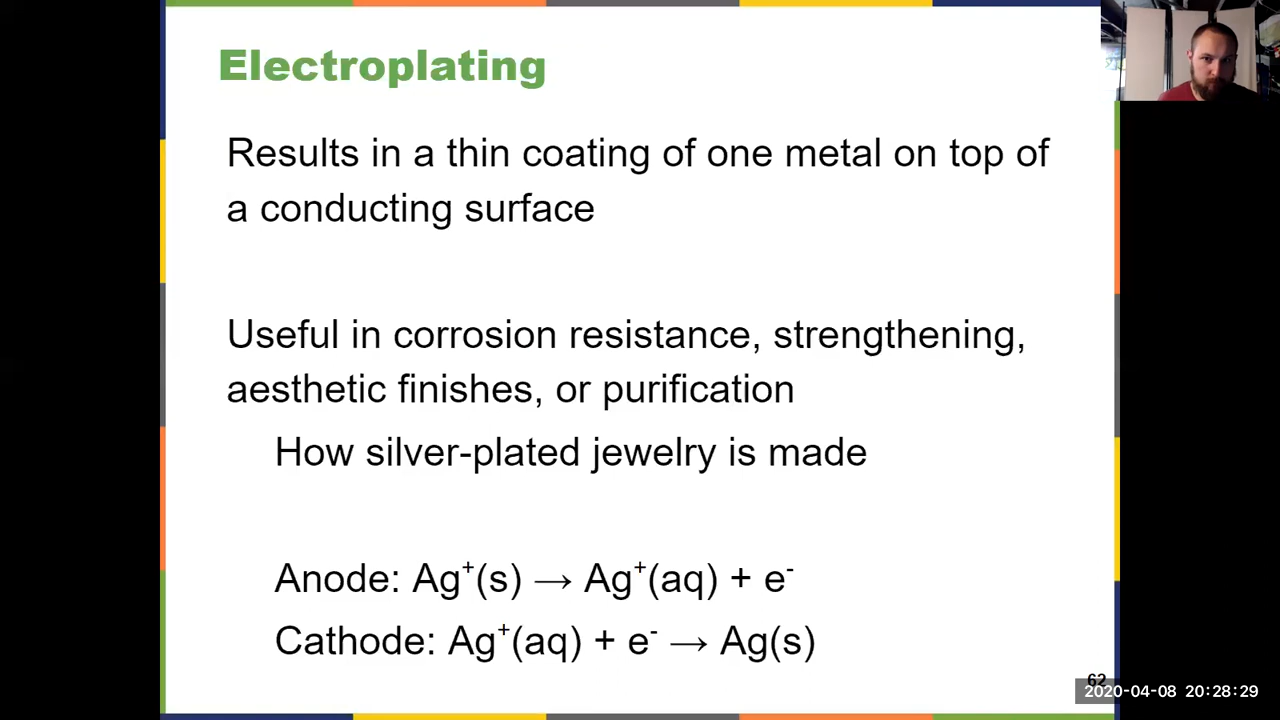 Electroplating
Results in a thin coating of one metal on top of
a conducting surface
Useful in corrosion resistance, strengthening,
aesthetic finishes, or purification
How silver-plated jewelry is made
Anode: Ag⁺(s) → Ag⁺(aq) + e⁻
Cathode: Ag⁺(aq) + e⁻ → Ag(s)
62
2020-04-08 20:28:29